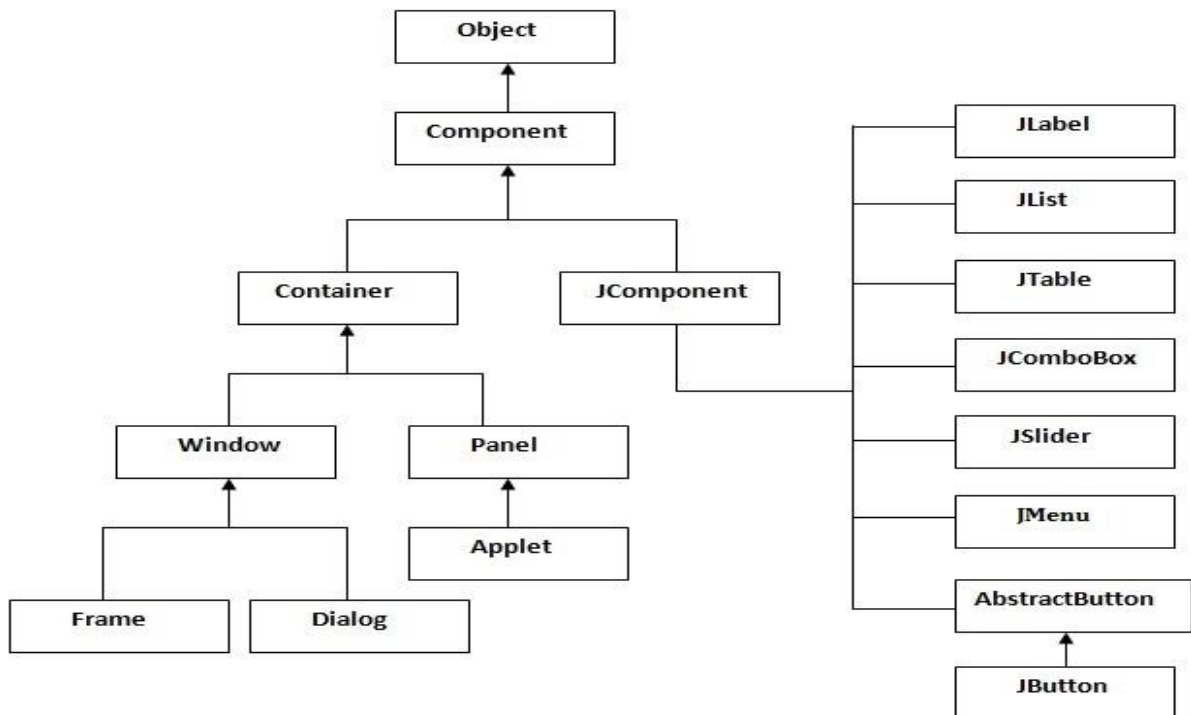 Object
Component
Container
JComponent
Window
Panel
Applet
Frame
Dialog
JLabel
JList
JTable
JComboBox
JSlider
JMenu
AbstractButton
JButton